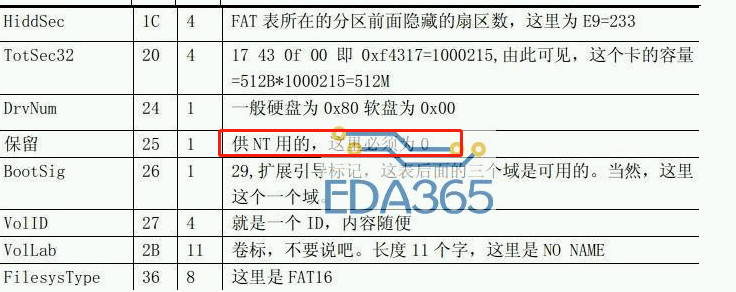 HiddSec 1C 4 FAT 表所在的分区前面隐藏的扇区数，这里为 E9=233
TotSec32 20 4 17 43 0f 00 即 0xf4317=1000215,由此可见，这个卡的容量
=512B*1000215=512M
DrvNum 24 1 一般硬盘为 0x80 软盘为 0x00
保留 25 1 供 NT 用的，这里必须为 0
BootSig 26 1 29,扩展引导标记，这表后面的三个域是可用的。当然，这里
这个一个域。
EDA365
VolID 27 4 就是一个 ID，内容随便
VolLab 2B 11 卷标，不要说吧。长度 11 个字，这里是 NO NAME
FilesysType 36 8 这里是 FAT16